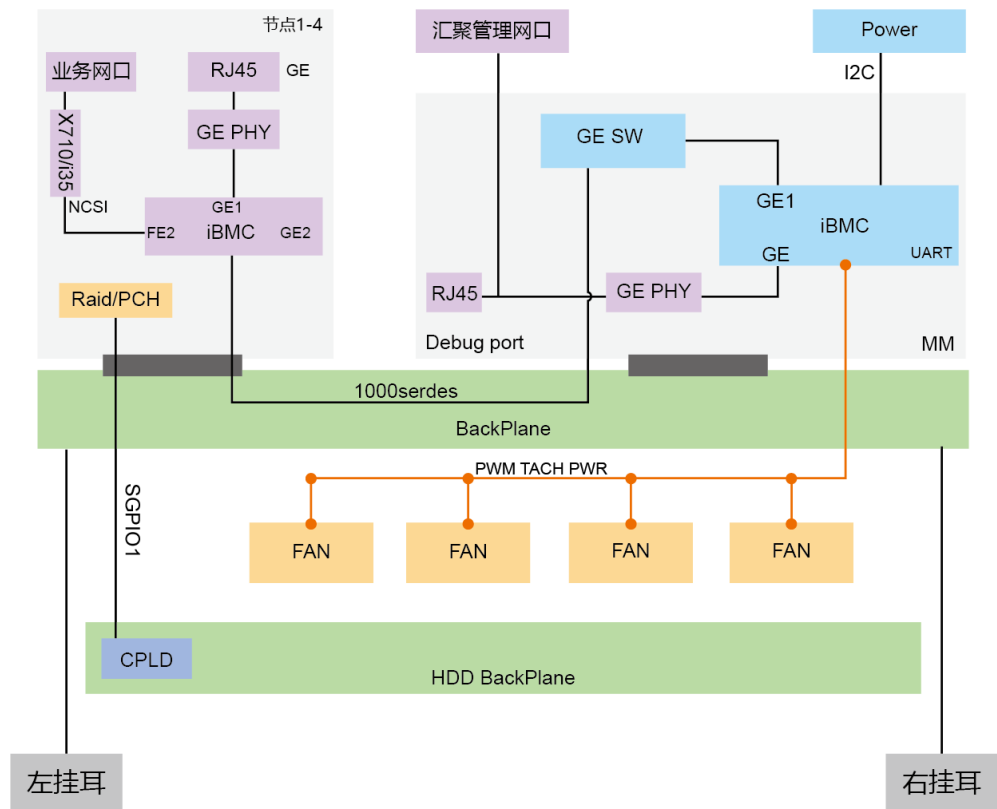 节点1-4
业务网口
RJ45
GE
X710/i35
GE PHY
NCSI
GE1
FE2
iBMC
GE2
Raid/PCH
汇聚管理网口
Power
I2C
GE SW
GE1
iBMC
GE
UART
RJ45
GE PHY
Debug port
MM
1000serdes
BackPlane
PWM TACH PWR
SGPIO1
FAN
FAN
FAN
FAN
CPLD
HDD BackPlane
左挂耳
右挂耳